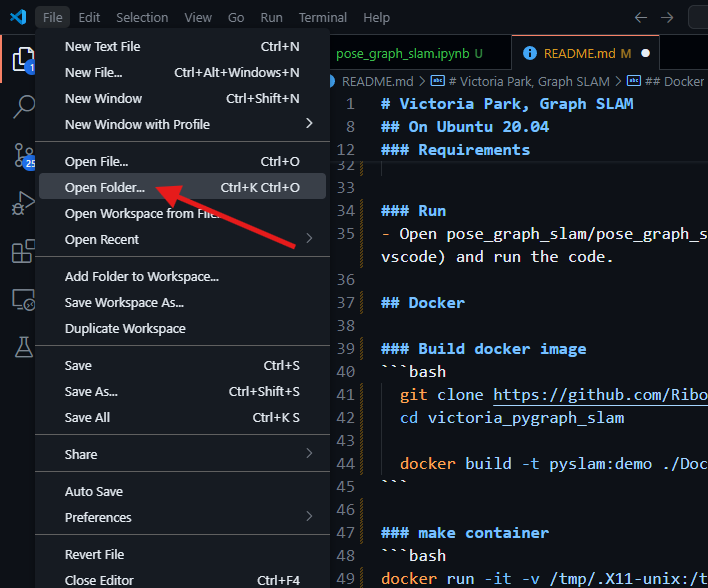 File Edit Selection View Go Run Terminal Help
New Text File Ctrl+N
New File... Ctrl+Alt+Windows+N
New Window Ctrl+Shift+N
New Window with Profile
Open File... Ctrl+O
Open Folder... Ctrl+K Ctrl+O
Open Workspace from File...
Open Recent
Add Folder to Workspace...
Save Workspace As...
Duplicate Workspace
Save Ctrl+S
Save As... Ctrl+Shift+S
Save All Ctrl+K S
Share
Auto Save
Preferences
Revert File
Close Editor Ctrl+F4
1
25
pose_graph_slam.ipynb U README.md M
README.md > # Victoria Park, Graph SLAM > ## Docker
1 # Victoria Park, Graph SLAM
8 ## On Ubuntu 20.04
12 ### Requirements
32
33
34 ### Run
35 - Open pose_graph_slam/pose_graph_s
vscode) and run the code.
36
37 ## Docker
38
39 ### Build docker image
40 ```bash
41 git clone https://github.com/Ribo
42 cd victoria_pygraph_slam
43
44 docker build -t pyslam:demo ./Doc
45 ```
46
47 ### make container
48 ```bash
49 docker run -it -v /tmp/.X11-unix:/t